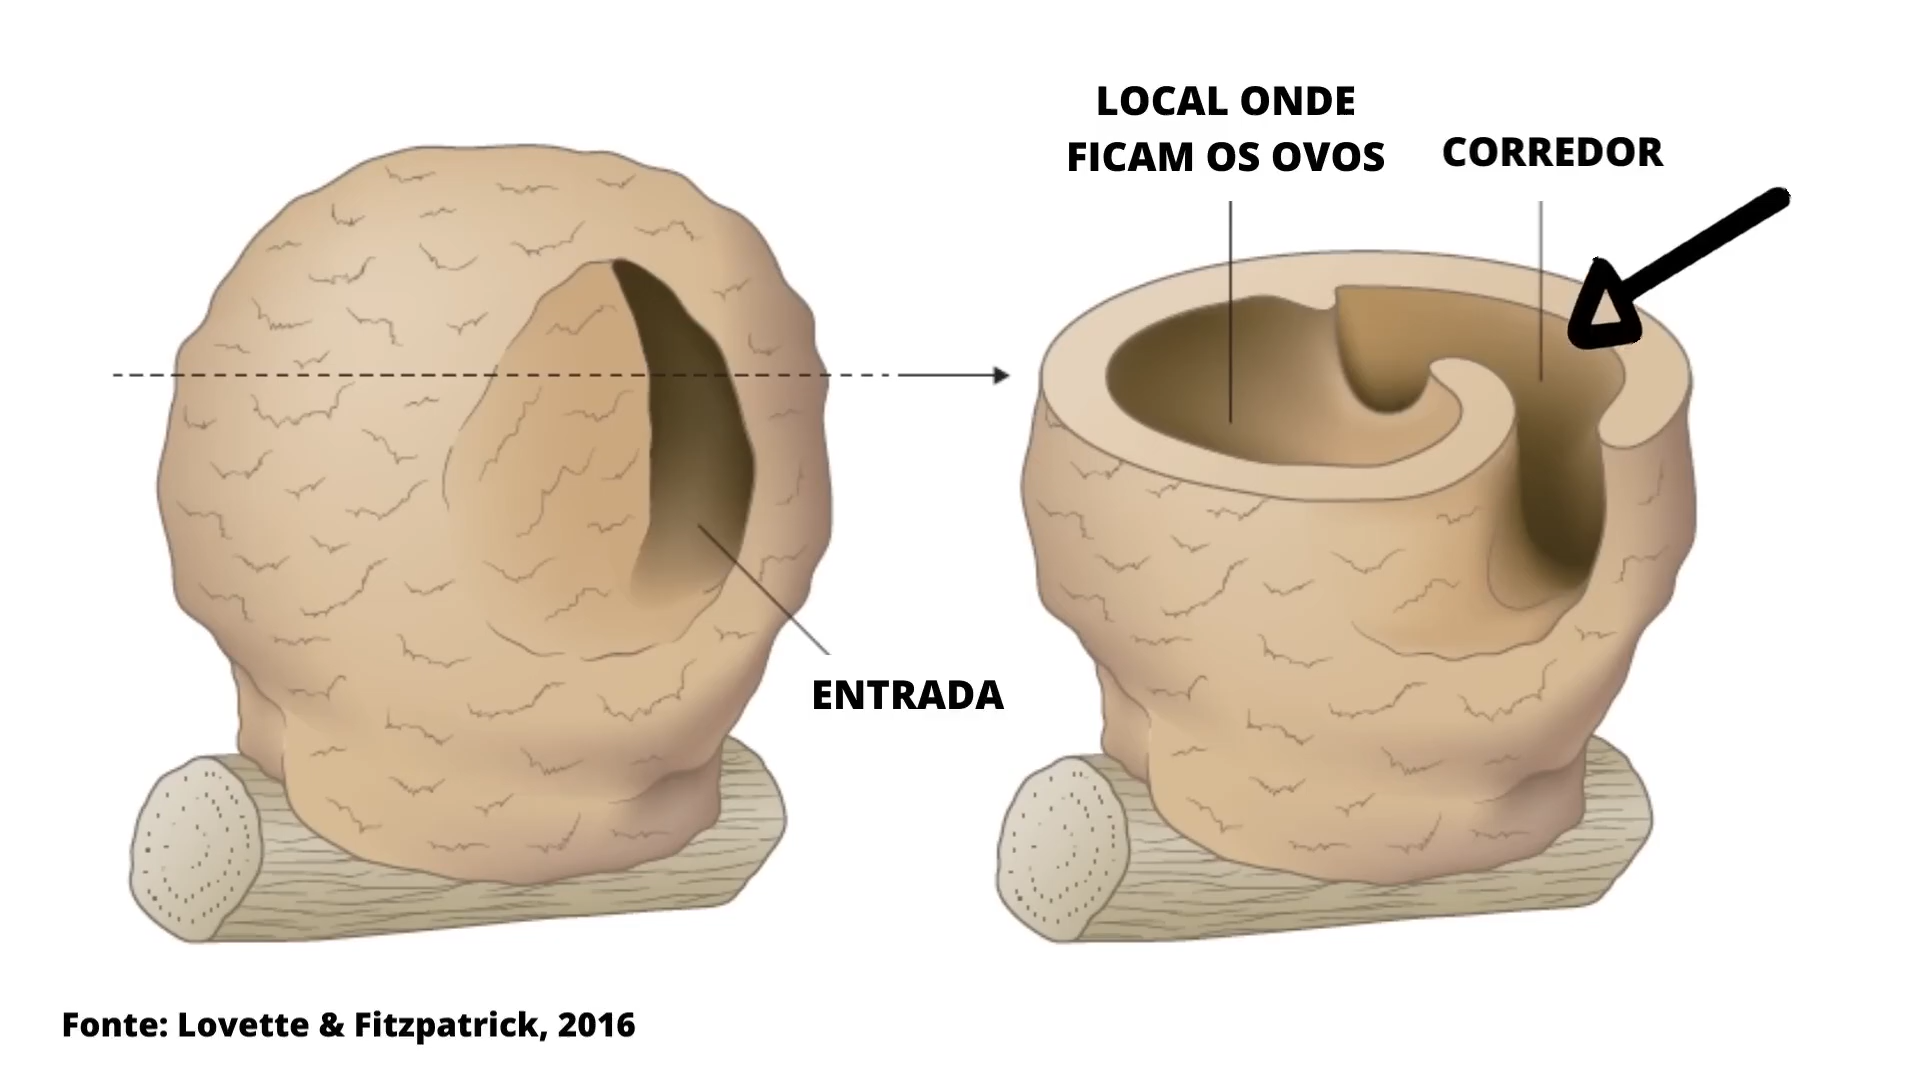 LOCAL ONDE
FICAM OS OVOS
CORREDOR
ENTRADA
Fonte: Lovette & Fitzpatrick, 2016